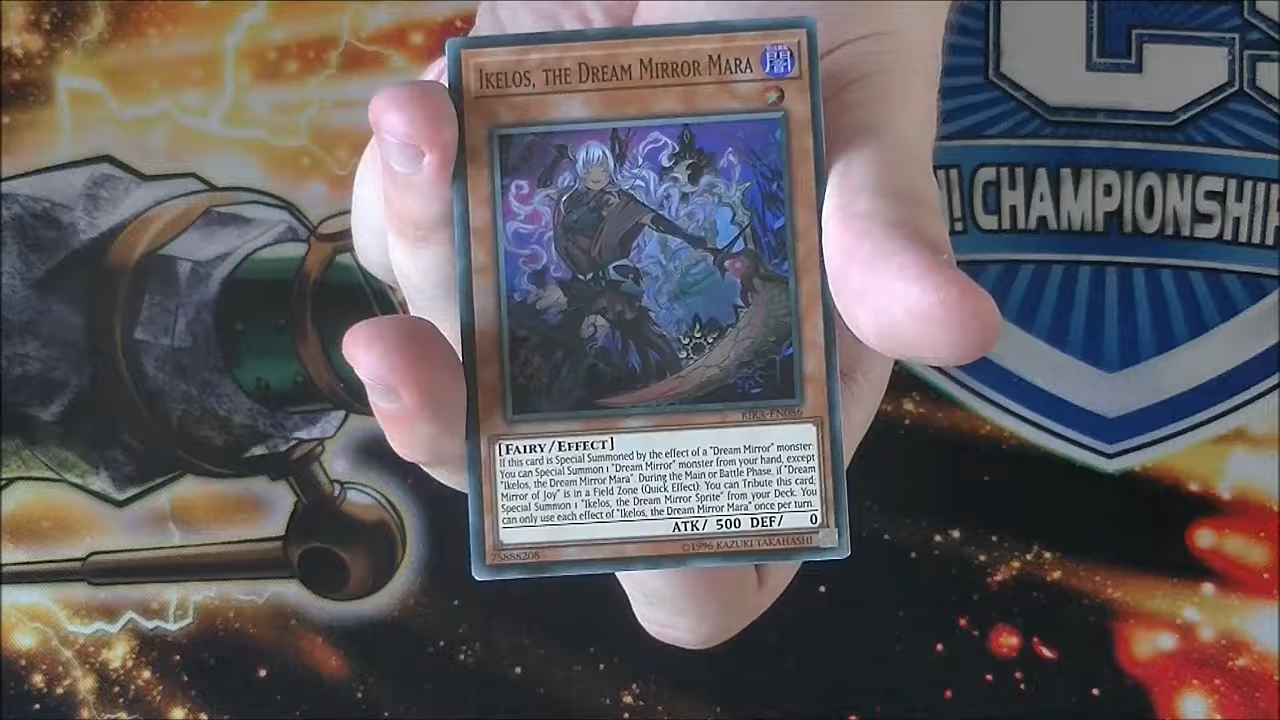 CS
! CHAMPIONSHIP
IKELOS, THE DREAM MIRROR MARA
DARK
闇
RIRA-EN086
[FAIRY/EFFECT]
If this card is Special Summoned by the effect of a "Dream Mirror" monster:
You can Special Summon 1 "Dream Mirror" monster from your hand, except
"Ikelos, the Dream Mirror Mara". During the Main or Battle Phase, if "Dream
Mirror of Joy" is in a Field Zone (Quick Effect): You can Tribute this card;
Special Summon 1 "Ikelos, the Dream Mirror Sprite" from your Deck. You
can only use each effect of "Ikelos, the Dream Mirror Mara" once per turn.
ATK/ 500 DEF/ 0
75888208
©1996 KAZUKI TAKAHASHI